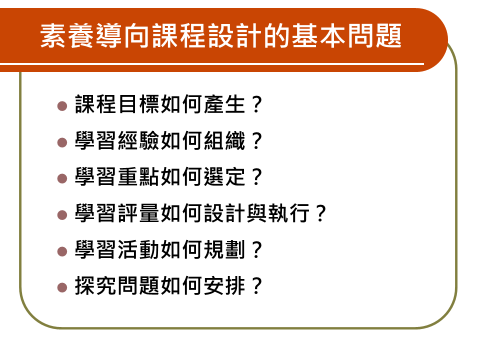 素養導向課程設計的基本問題
課程目標如何產生？
學習經驗如何組織？
學習重點如何選定？
學習評量如何設計與執行？
學習活動如何規劃？
探究問題如何安排？